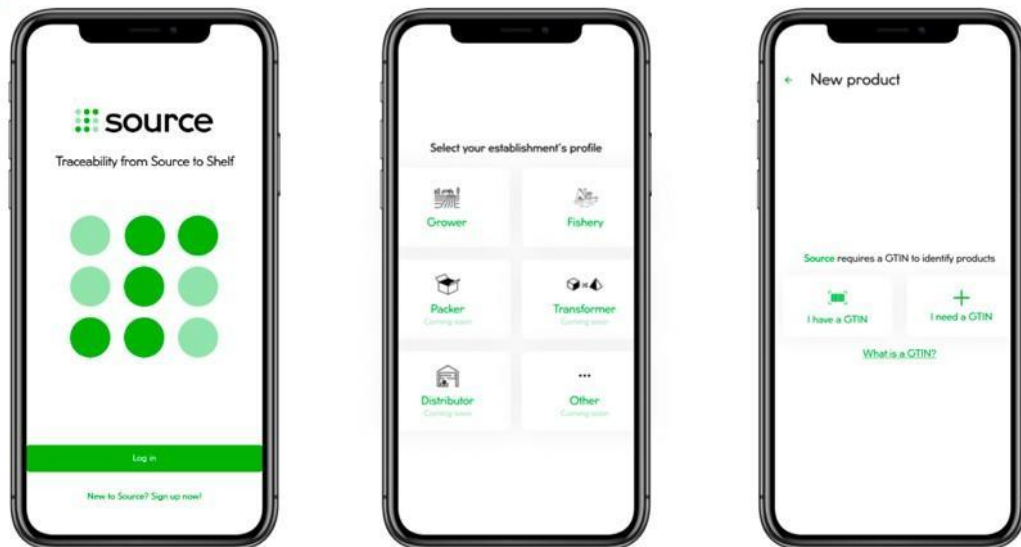 source
Traceability from Source to Shelf
Log in
New to Source? Sign up now!
Select your establishment's profile
Grower
Fishery
Packer
Coming soon
Transformer
Coming soon
Distributor
Coming soon
Other
Coming soon
New product
Source requires a GTIN to identify products
I have a GTIN
I need a GTIN
What is a GTIN?